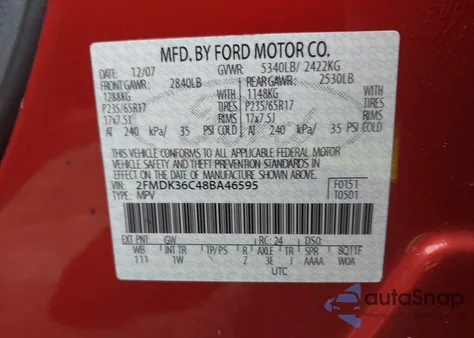 MFD. BY FORD MOTOR CO.
DATE: 12/07 GVWR: 5340LB/ 2422KG
FRONT GAWR: 2840LB REAR GAWR: 2530LB
1288KG WITH 1148KG WITH
P235/65R17 TIRES P235/65R17 TIRES
17x7.5J RIMS 17x7.5J RIMS
AT 240 kPa/ 35 PSI COLD AT 240 kPa/ 35 PSI COLD
THIS VEHICLE CONFORMS TO ALL APPLICABLE FEDERAL MOTOR
VEHICLE SAFETY AND BUMPER STANDARDS IN EFFECT ON THE DATE OF
MANUFACTURE SHOWN ABOVE.
VIN: 2FMDK36C48BA46595 F0151
TYPE: MPV T0501
EXT PNT: GW RC: 24 DSO:
WB INT TR TP/PS R AXLE TR SPR
111 1W Z 3E J AAAA
UTC
autoSnap